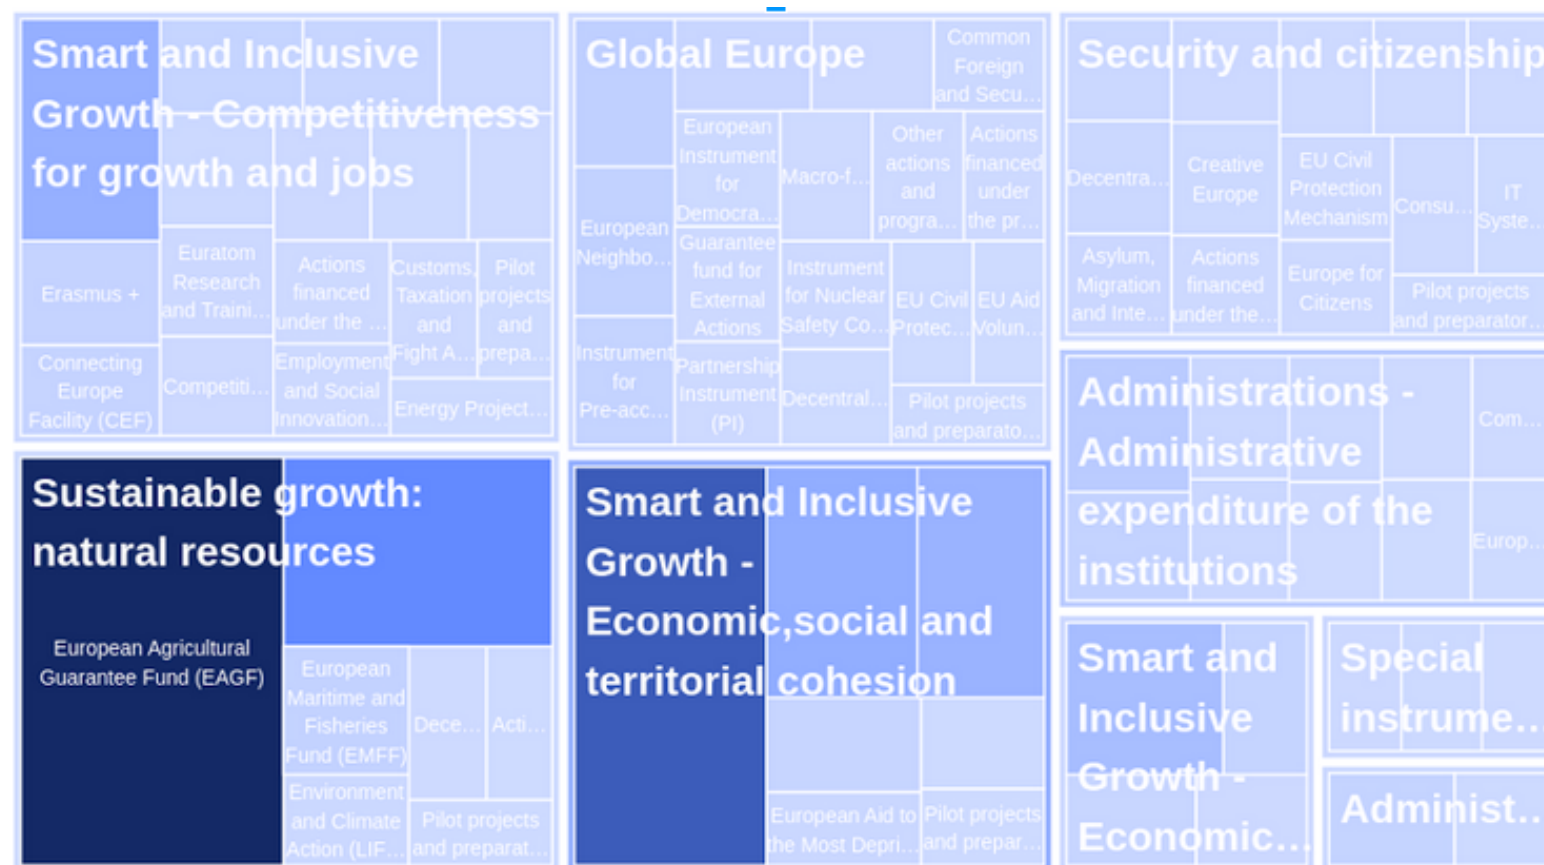 Smart and Inclusive
Growth - Competitiveness
for growth and jobs
Erasmus +
Connecting
Europe
Facility (CEF)
Euratom
Research
and Traini...
Competiti...
Actions
financed
under the ...
Employment
and Social
Innovation...
Customs,
Taxation
and
Fight A...
Pilot
projects
and
prepa...
Energy Project...
Global Europe
Common
Foreign
and Secu...
European
Neighbo...
Instrument
for
Pre-acc...
European
Instrument
for
Democra...
Guarantee
fund for
External
Actions
Partnership
Instrument
(PI)
Macro-f...
Other
actions
and
progra...
Actions
financed
under
the pr...
Instrument
for Nuclear
Safety Co...
Decentral...
EU Civil
Protec...
EU Aid
Volun...
Pilot projects
and preparato...
Security and citizenship
Decentra...
Asylum,
Migration
and Inte...
Creative
Europe
Actions
financed
under the...
EU Civil
Protection
Mechanism
Europe for
Citizens
Consu...
IT
Syste...
Pilot projects
and preparator...
Sustainable growth:
natural resources
European Agricultural
Guarantee Fund (EAGF)
European
Maritime and
Fisheries
Fund (EMFF)
Environment
and Climate
Action (LIF...
Dece...
Acti...
Pilot projects
and preparat...
Smart and Inclusive
Growth -
Economic,social and
territorial cohesion
European Aid to
the Most Depri...
Pilot projects
and prepar...
Administrations -
Administrative
expenditure of the
institutions
Com...
Europ...
Smart and
Inclusive
Growth -
Economic...
Special
instrume...
Administ...